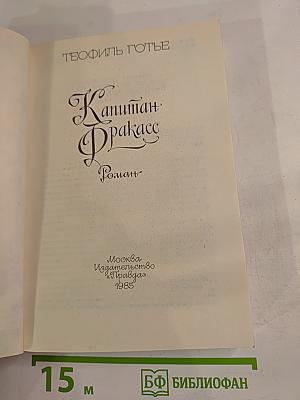 ТЕОФИЛЬ ГОТЬЕ
Капитан
Фракасс
Роман
Москва
Издательство
«Правда»
1985
15 м
БФ БИБЛИОФАН